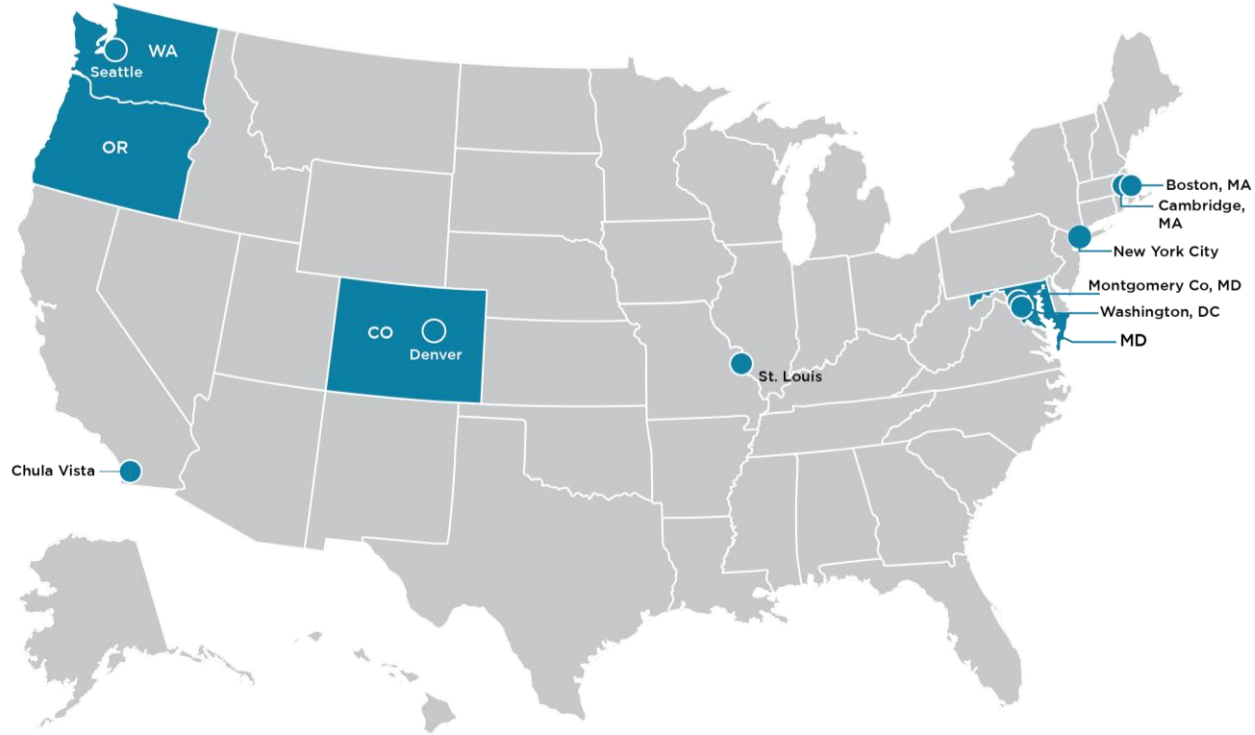 WA
Seattle
OR
Boston, MA
Cambridge,
MA
New York City
Montgomery Co, MD
Washington, DC
CO
Denver
MD
St. Louis
Chula Vista